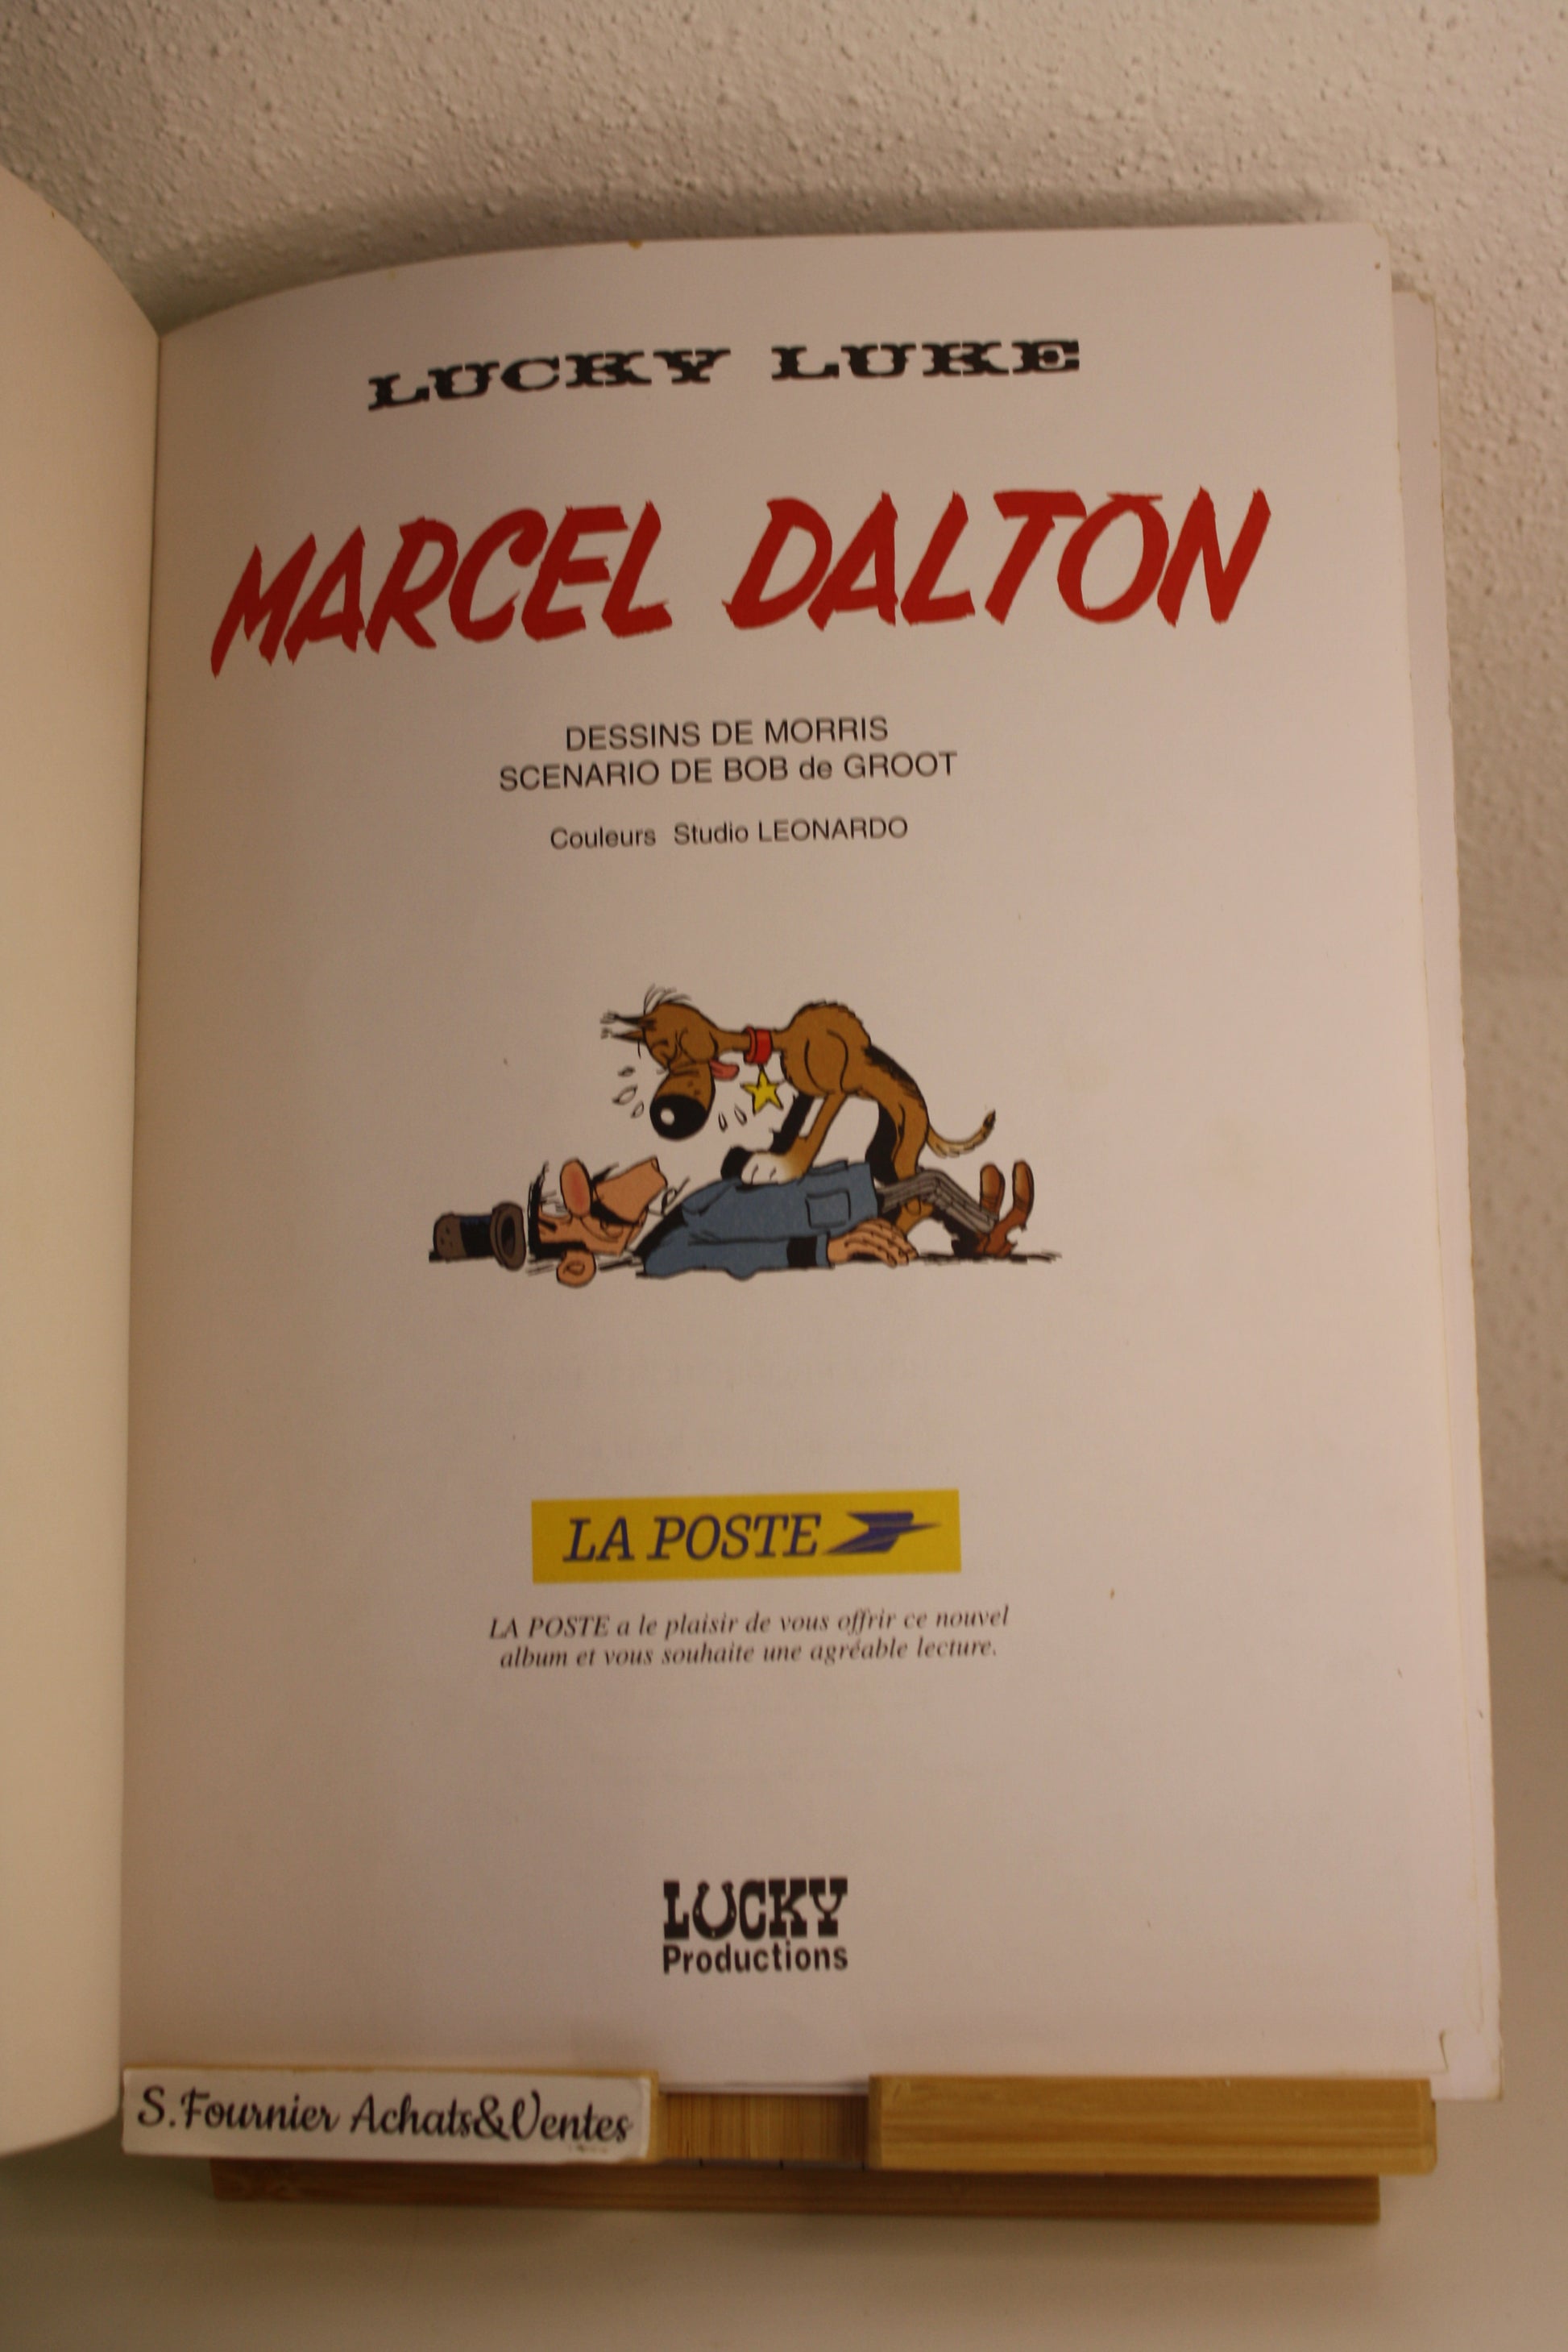 LUCKY LUKE
MARCEL DALTON
DESSINS DE MORRIS
SCENARIO DE BOB de GROOT
Couleurs Studio LEONARDO
LA POSTE
LA POSTE a le plaisir de vous offrir ce nouvel
album et vous souhaite une agréable lecture.
LUCKY
Productions
S.Fournier Achats&Ventes